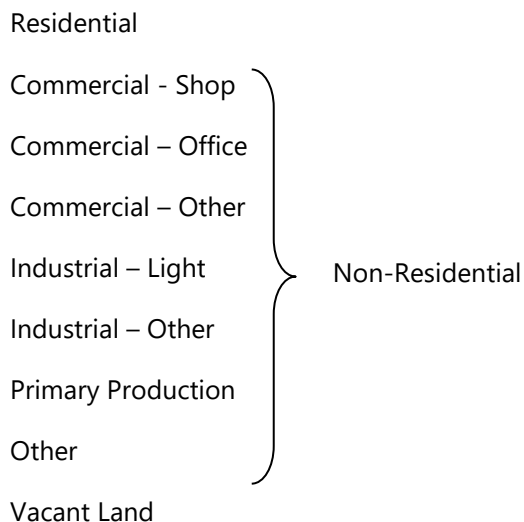 Residential
Commercial - Shop
Commercial – Office
Commercial – Other
Industrial – Light
Non-Residential
Industrial – Other
Primary Production
Other
Vacant Land